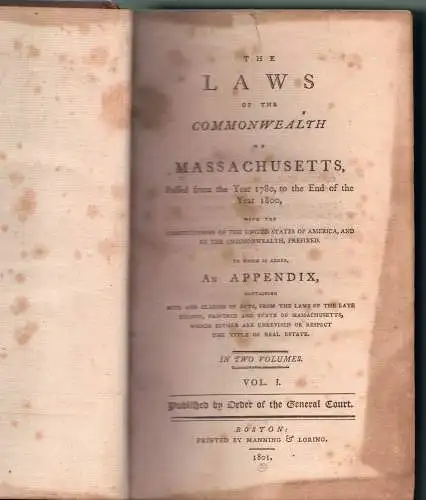 THE
LAWS
OF THE
COMMONWEALTH
OF
MASSACHUSETTS,
Passed from the Year 1780, to the End of the
Year 1800,
WITH THE
CONSTITUTIONS OF THE UNITED STATES OF AMERICA, AND
OF THE COMMONWEALTH, PREFIXED.
TO WHICH IS ADDED,
AN APPENDIX,
CONTAINING
ACTS AND CLAUSES OF ACTS, FROM THE LAWS OF THE LATE
COLONY, PROVINCE AND STATE OF MASSACHUSETTS,
WHICH EITHER ARE UNREVISED OR RESPECT
THE TITLE OF REAL ESTATE.
IN TWO VOLUMES.
VOL. I.
Published by Order of the General Court.
BOSTON:
PRINTED BY MANNING & LORING.
1801.